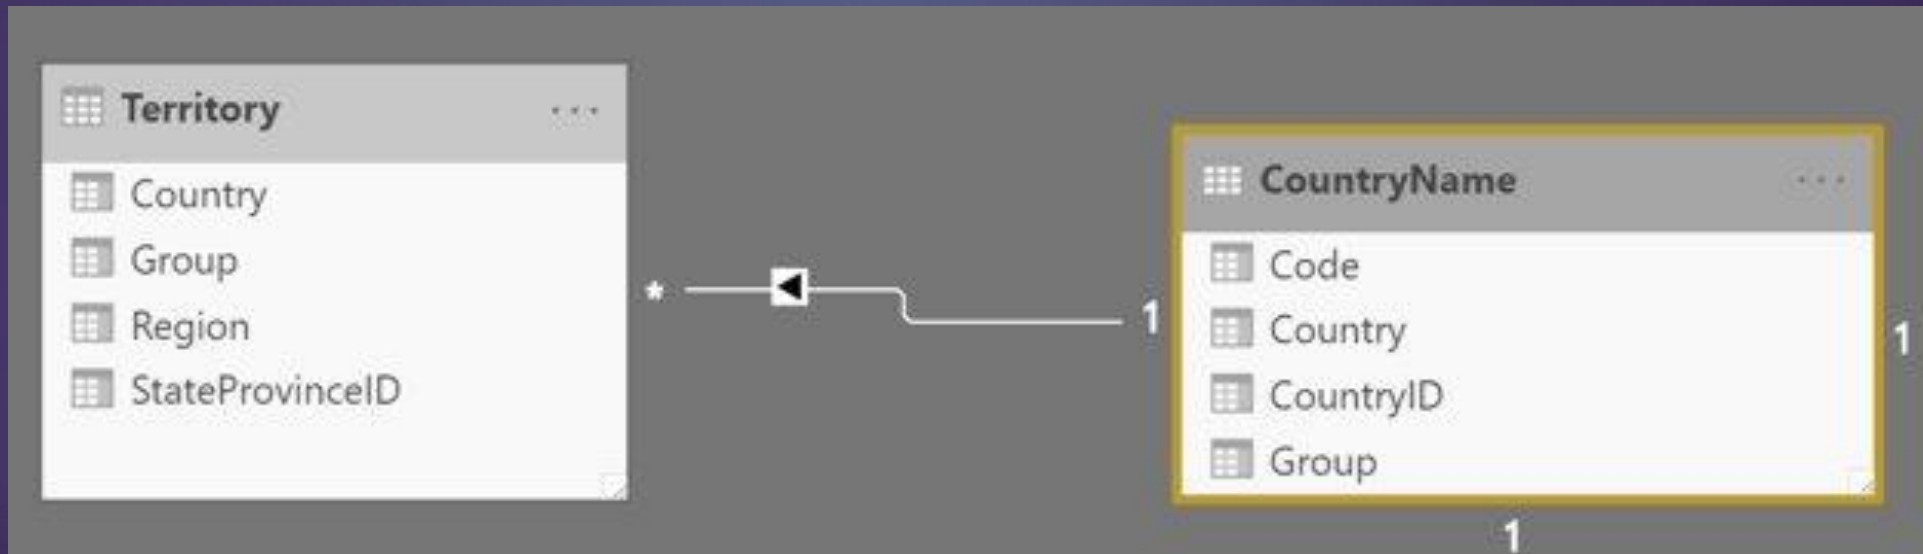 Territory ...
Country
Group
Region
StateProvinceID
*
1
CountryName ...
Code
Country
CountryID
Group
1
1